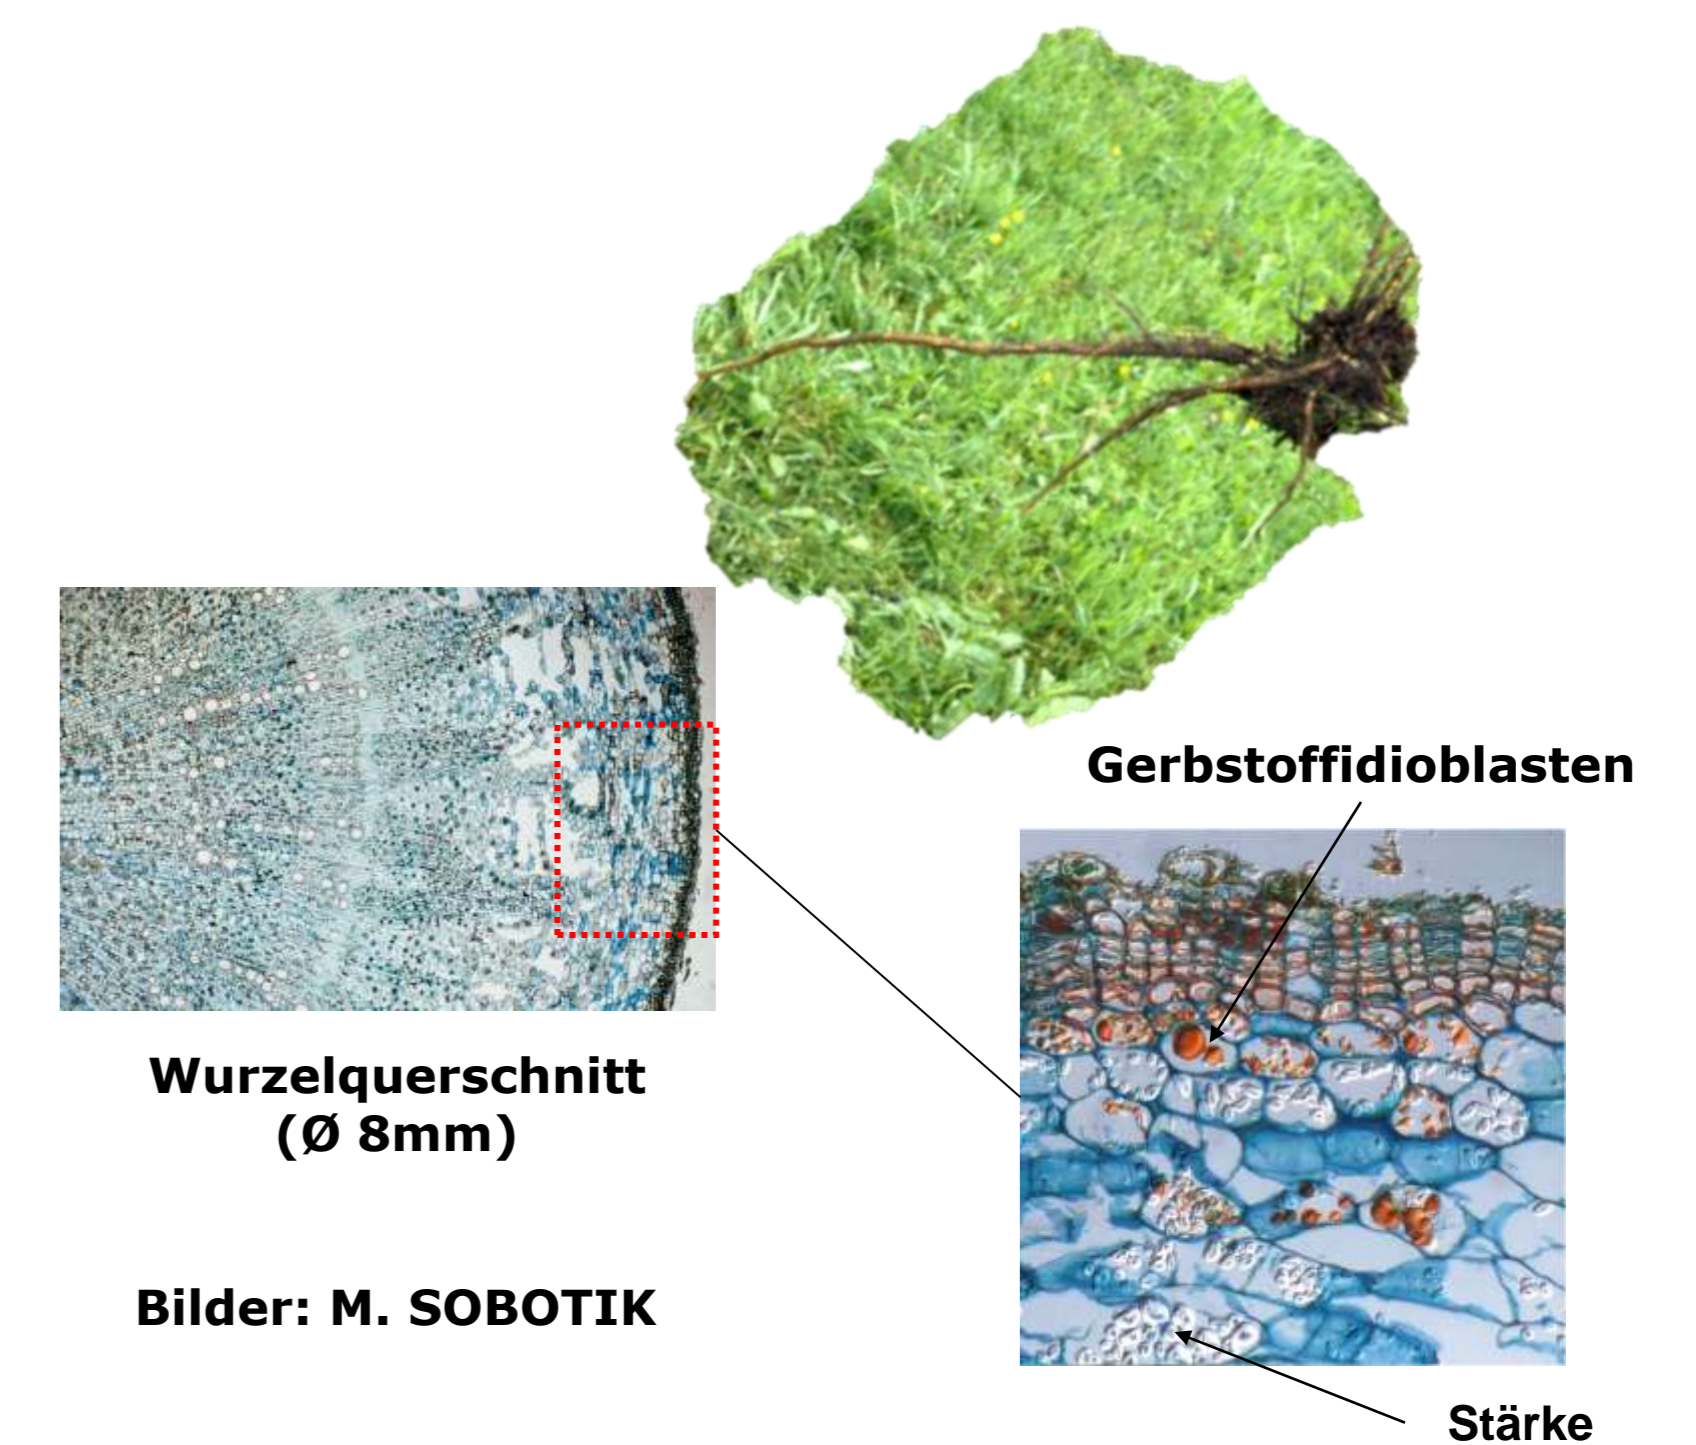 Gerbstoffidioblasten
Wurzelquerschnitt
(Ø 8mm)
Bilder: M. SOBOTIK
Stärke